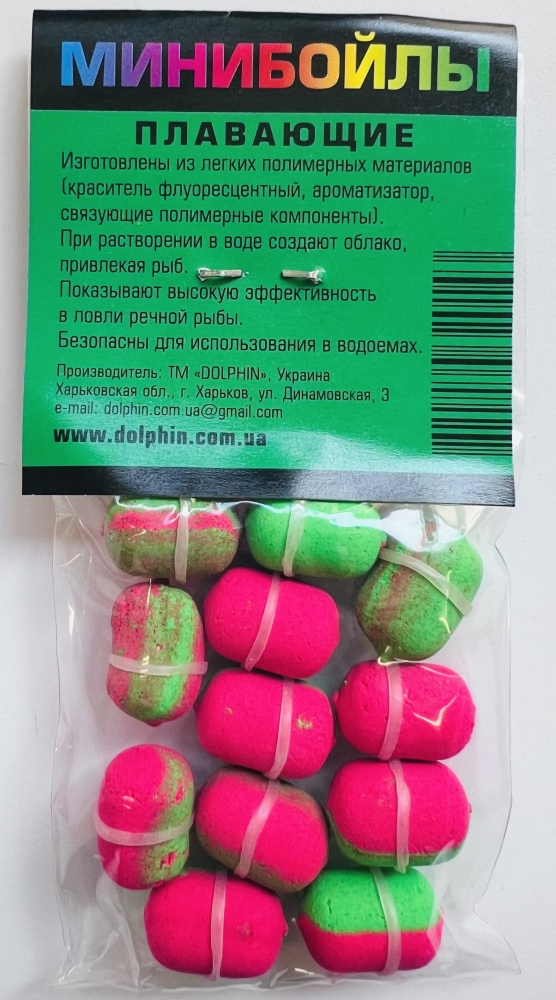 МИНИБОЙЛЫ
ПЛАВАЮЩИЕ
Изготовлены из легких полимерных материалов
(краситель флуоресцентный, ароматизатор,
связующие полимерные компоненты).
При растворении в воде создают облако,
привлекая рыб.
Показывают высокую эффективность
в ловли речной рыбы.
Безопасны для использования в водоемах.
Производитель: ТМ «DOLPHIN», Украина
Харьковская обл., г. Харьков, ул. Динамовская, 3
e-mail: dolphin.com.ua@gmail.com
www.dolphin.com.ua